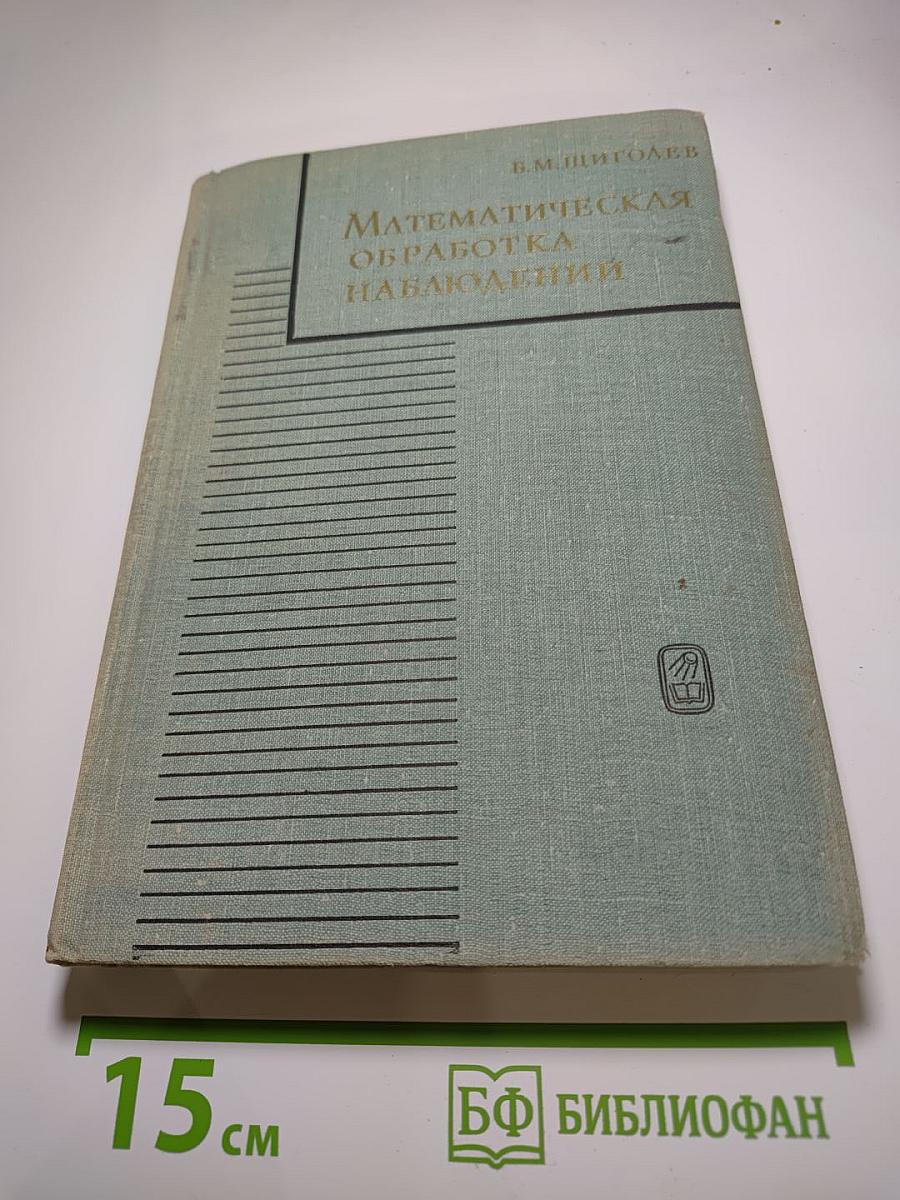 Б.М.ЩИГОЛЕВ
МАТЕМАТИЧЕСКАЯ
ОБРАБОТКА
НАБЛЮДЕНИЙ
15 см
БФ БИБЛИОФАН